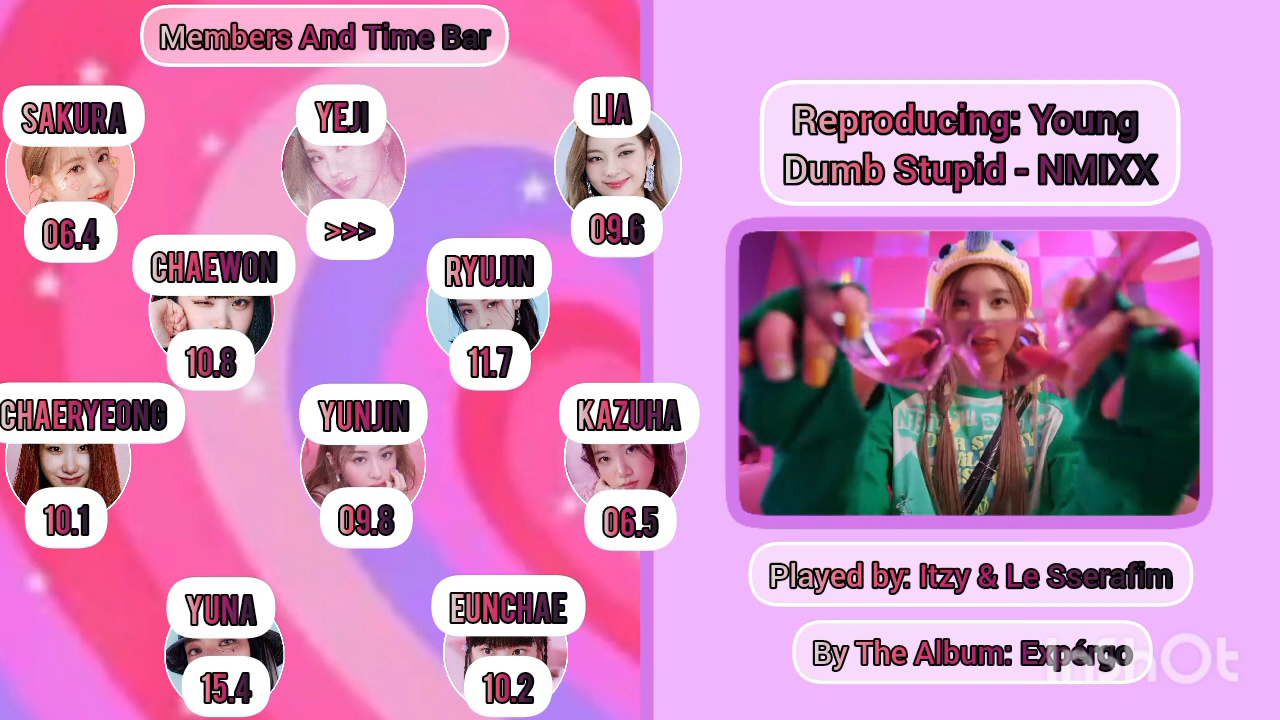 Members And Time Bar
SAKURA
YEJI
LIA
06.4
>>>
09.6
CHAEWON
RYUJIN
10.8
11.7
CHAERYEONG
YUNJIN
KAZUHA
10.1
09.8
06.5
YUNA
EUNCHAE
15.4
10.2
Reproducing: Young
Dumb Stupid - NMIXX
Played by: Itzy & Le Sserafim
By The Album: Expérgo
InShOt